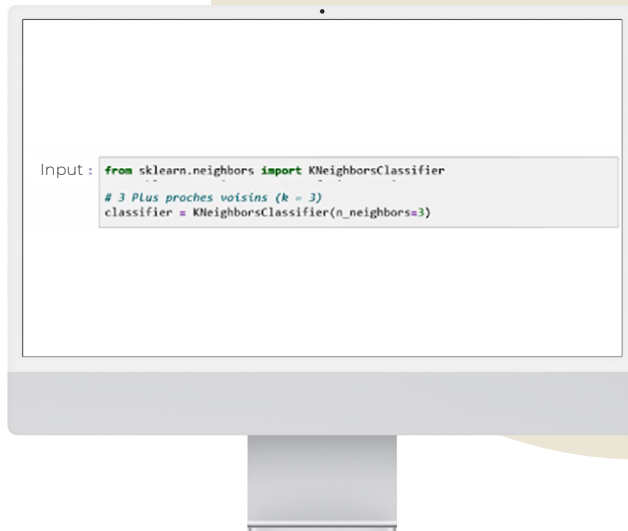 Input :
from sklearn.neighbors import KNeighborsClassifier
# 3 Plus proches voisins (k = 3)
classifier = KNeighborsClassifier(n_neighbors=3)